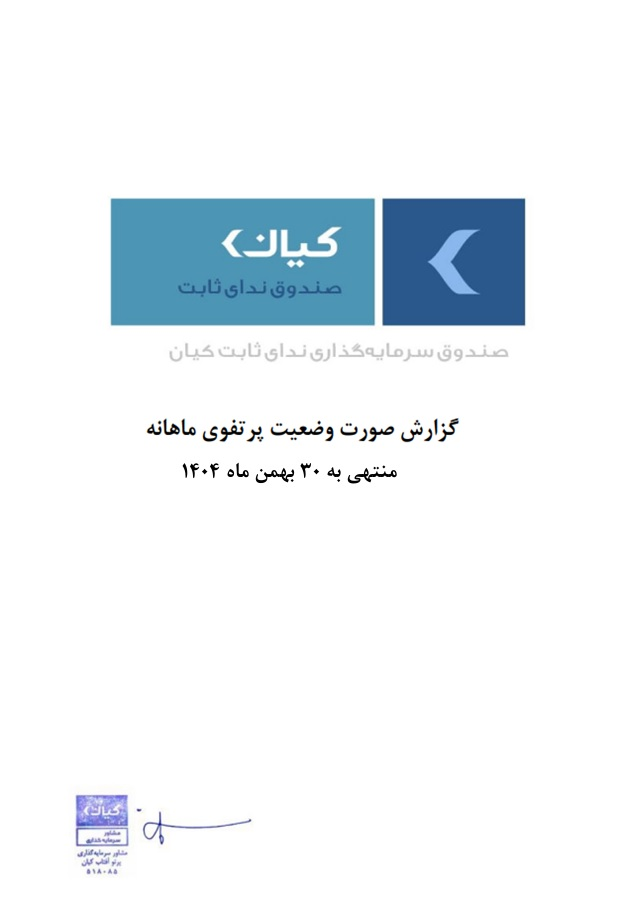 کیان
صندوق ندای ثابت
صندوق سرمایه‌گذاری ندای ثابت کیان
گزارش صورت وضعیت پرتفوی ماهانه
منتهی به ۳۰ بهمن ماه ۱۴۰۴
کیان
مشاور
سرمایه گذاری
مشاور سرمایه‌گذاری
پرتو آفتاب کیان
۵۱۸۰۸۵